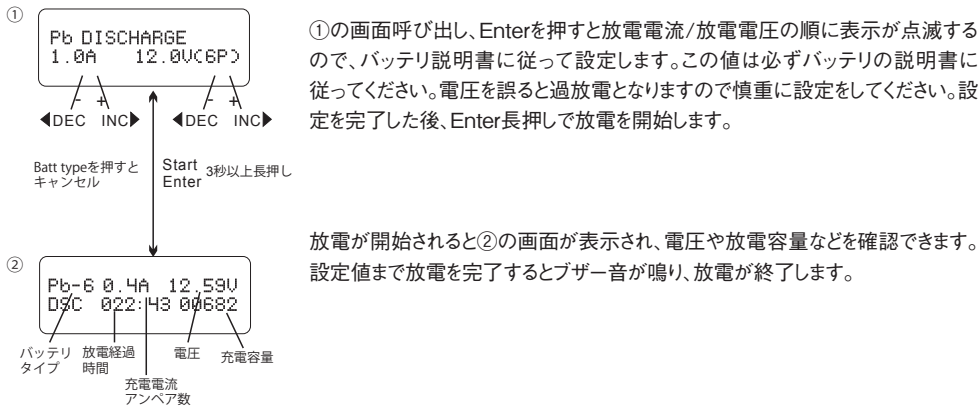 ①
Pb DISCHARGE
1.0A 12.0V(6P)
- +
◀DEC INC▶
- +
◀DEC INC▶
Batt typeを押すと
キャンセル
Start
Enter
3秒以上長押し
①の画面呼び出し、Enterを押すと放電電流/放電電圧の順に表示が点滅する
ので、バッテリ説明書に従って設定します。この値は必ずバッテリの説明書に
従ってください。電圧を誤ると過放電となりますので慎重に設定をしてください。設
定を完了した後、Enter長押しで放電を開始します。
②
Pb-6 0.4A 12.59V
DSC 022:43 00682
バッテリ
タイプ
放電経過
時間
充電電流
アンペア数
電圧
充電容量
放電が開始されると②の画面が表示され、電圧や放電容量などを確認できます。
設定値まで放電を完了するとブザー音が鳴り、放電が終了します。